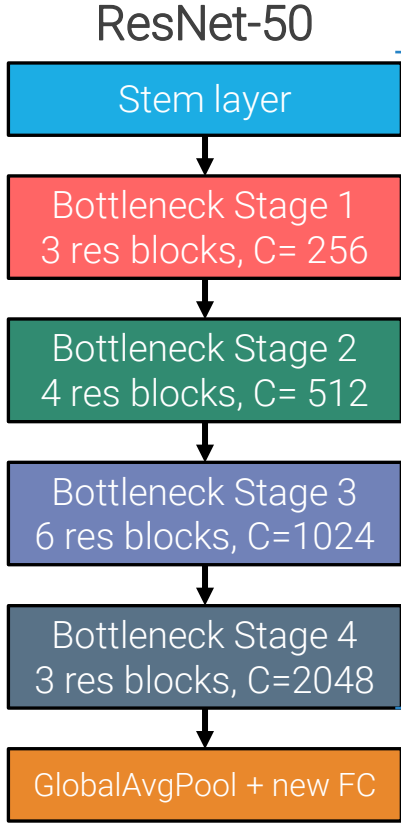 ResNet-50
Stem layer
Bottleneck Stage 1
3 res blocks, C= 256
Bottleneck Stage 2
4 res blocks, C= 512
Bottleneck Stage 3
6 res blocks, C=1024
Bottleneck Stage 4
3 res blocks, C=2048
GlobalAvgPool + new FC